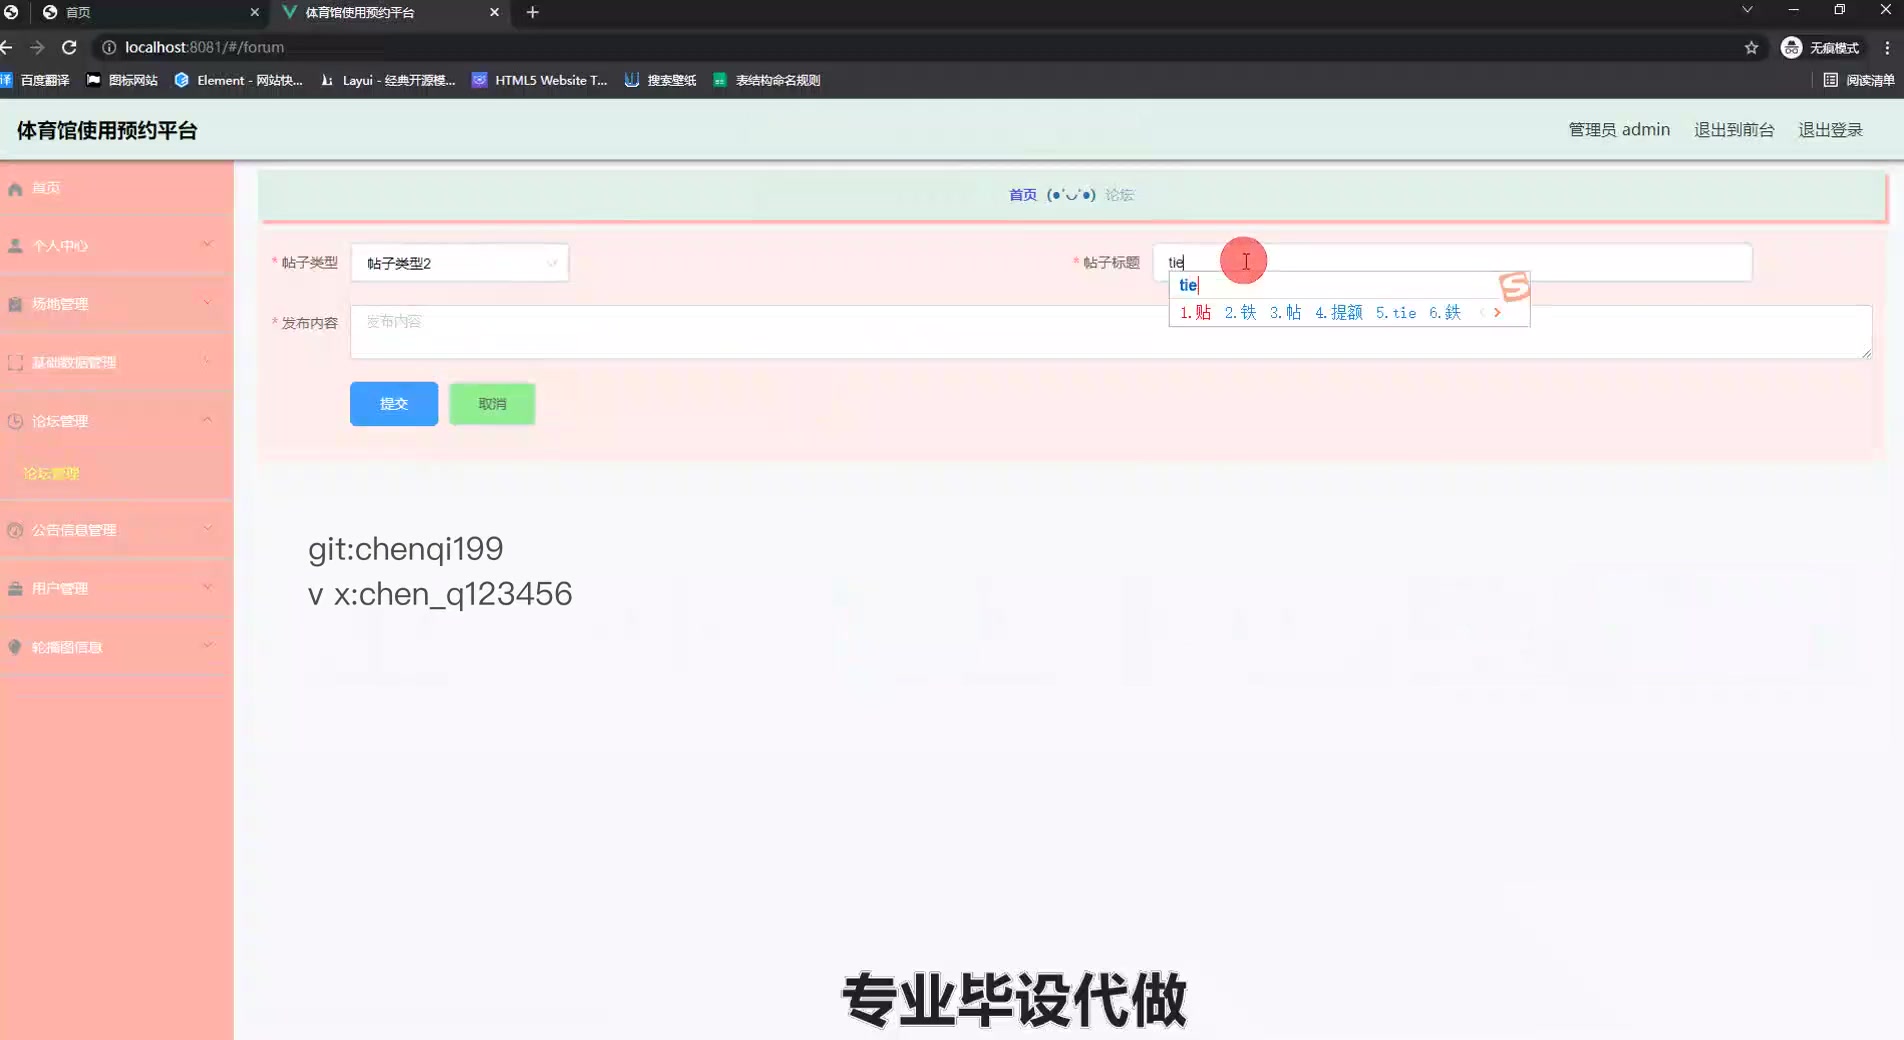 首页
体育馆使用预约平台
localhost:8081/#/forum
无痕模式
百度翻译
图标网站
Element - 网站快...
Layui - 经典开源模...
HTML5 Website T...
搜索壁纸
表结构命名规则
阅读清单
体育馆使用预约平台
管理员 admin
退出到前台
退出登录
首页
个人中心
场地管理
基础数据管理
论坛管理
论坛管理
公告信息管理
用户管理
轮播图信息
首页 (●'◡'●) 论坛
* 帖子类型
帖子类型2
* 帖子标题
tie
tie
1.贴 2.铁 3.帖 4.提额 5.tie 6.鉄
* 发布内容
发布内容
提交
取消
git:chenqi199
v x:chen_q123456
专业毕设代做